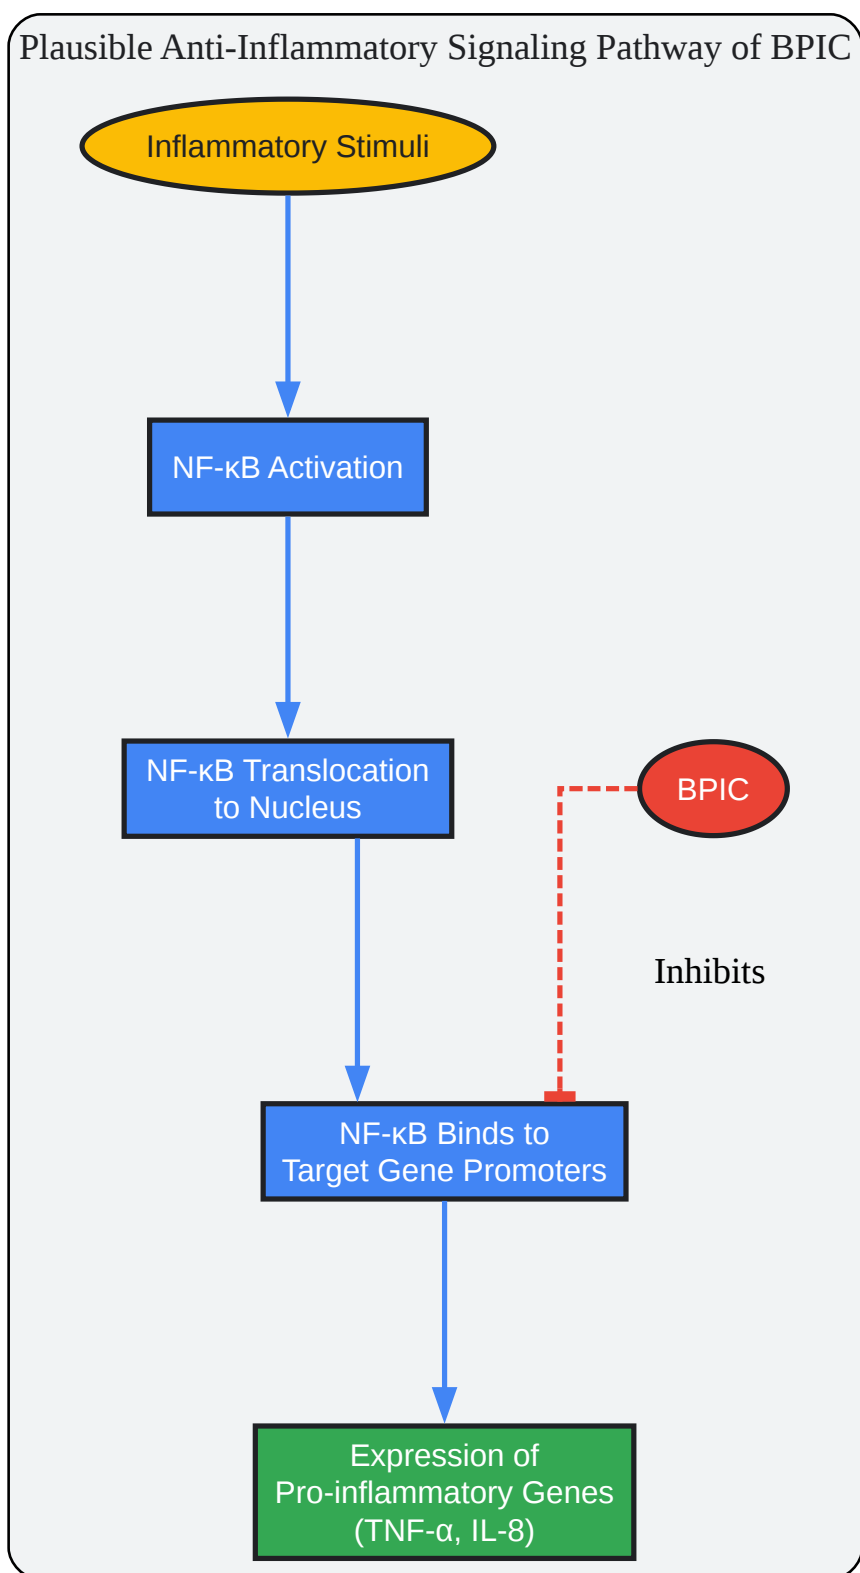 Plausible Anti-Inflammatory Signaling Pathway of BPIC
Inflammatory Stimuli
NF-κB Activation
NF-κB Translocation
to Nucleus
BPIC
Inhibits
NF-κB Binds to
Target Gene Promoters
Expression of
Pro-inflammatory Genes
(TNF-α, IL-8)